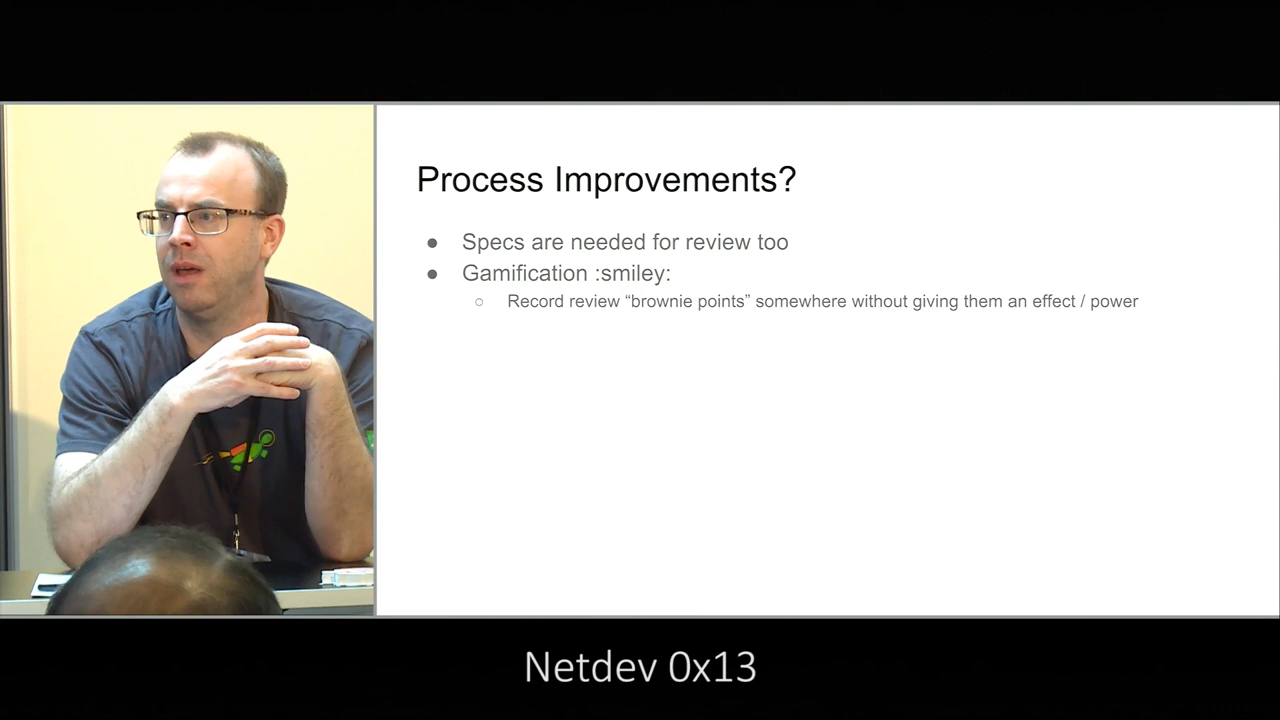 Process Improvements?
● Specs are needed for review too
● Gamification :smiley:
○ Record review “brownie points” somewhere without giving them an effect / power
Netdev 0x13